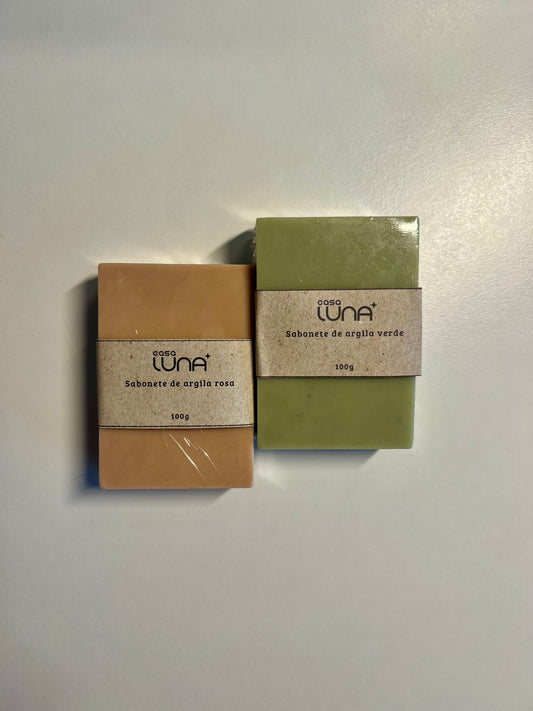 casa
LUNA
Sabonete de argila rosa
100g
casa
LUNA
Sabonete de argila verde
100g